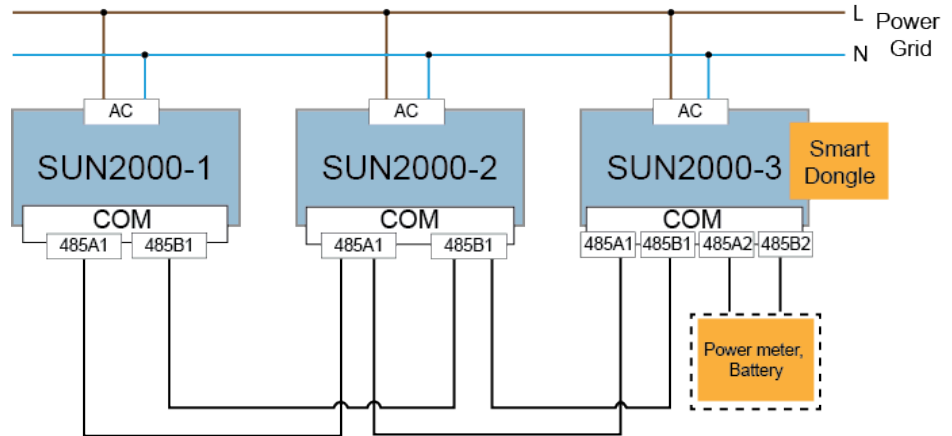 L
Power
Grid
N
AC
AC
AC
SUN2000-1
SUN2000-2
SUN2000-3
Smart
Dongle
COM
COM
COM
485A1
485B1
485A1
485B1
485A1
485B1
485A2
485B2
Power meter,
Battery